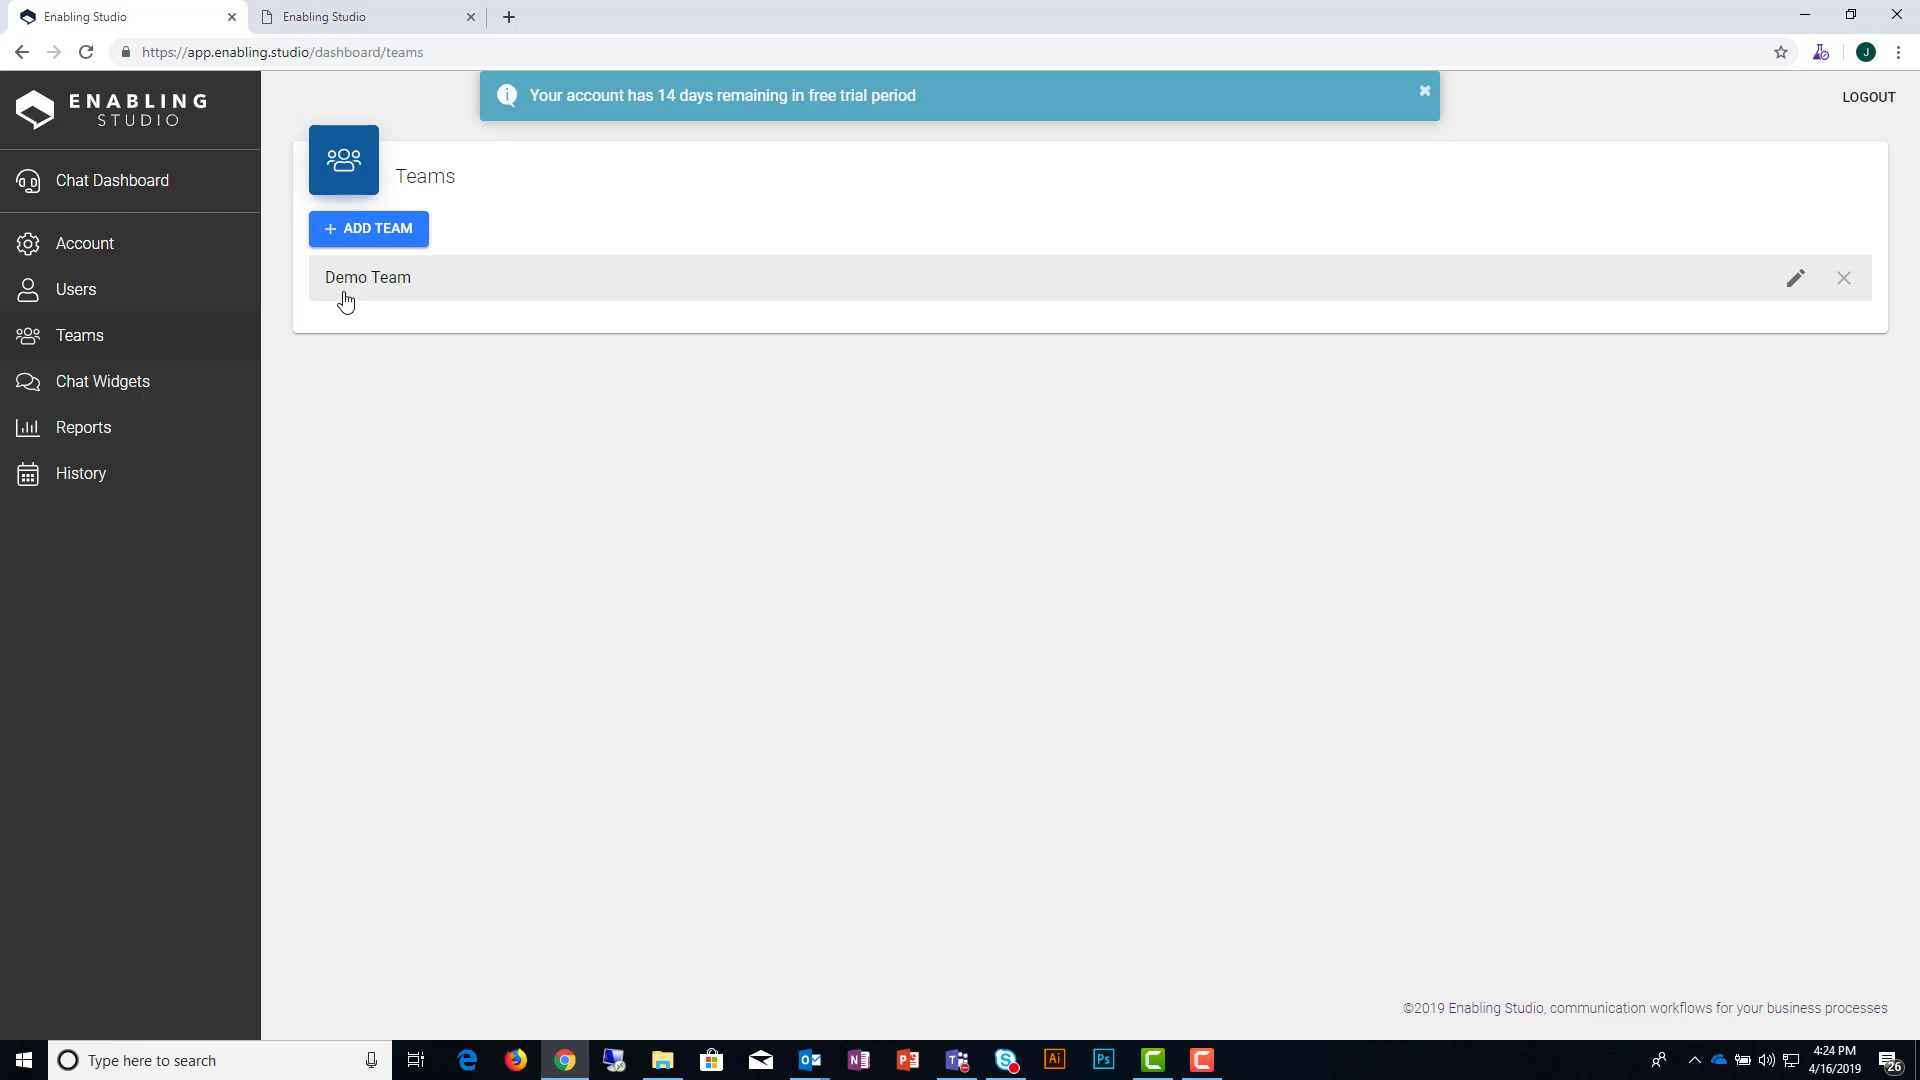 Enabling Studio
Enabling Studio
https://app.enabling.studio/dashboard/teams
J
ENABLING
STUDIO
Your account has 14 days remaining in free trial period
LOGOUT
Chat Dashboard
Teams
Account
+ ADD TEAM
Users
Demo Team
Teams
Chat Widgets
Reports
History
©2019 Enabling Studio, communication workflows for your business processes
Type here to search
Ai
Ps
4:24 PM
4/16/2019
26